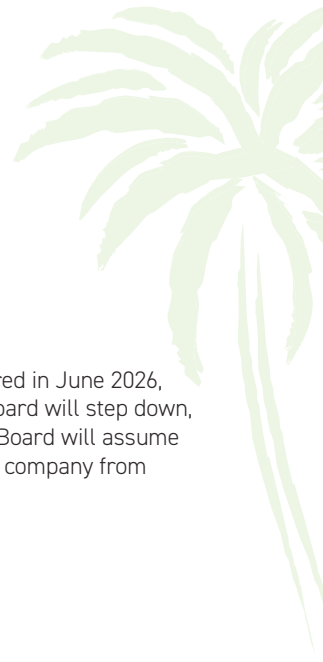 red in June 2026,
oard will step down,
Board will assume
company from